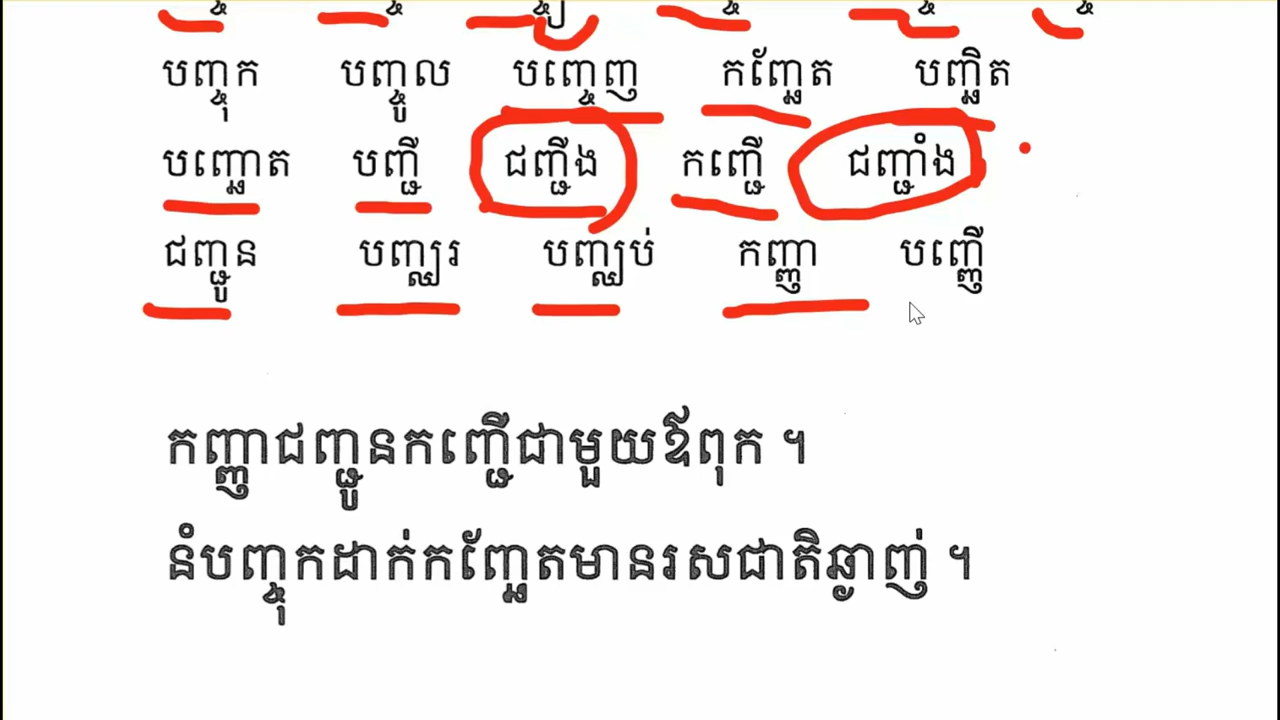 បញ្ចុក បញ្ចូល បញ្ចេញ កញ្ឆែត បញ្ឆិត
បញ្ឆោត បញ្ជី ជញ្ជីង កញ្ជើ ជញ្ជាំង
ជញ្ជូន បញ្ឈរ បញ្ឈប់ កញ្ញា បញ្ញើ
កញ្ញាជញ្ជូនកញ្ជើជាមួយឪពុក ។
នំបញ្ចុកដាក់កញ្ឆែតមានរសជាតិឆ្ងាញ់ ។